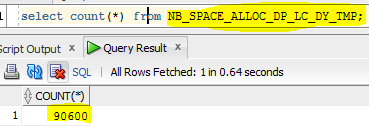 1 select count(*) from NB_SPACE_ALLOC_DP_LC_DY_TMP;
Script Output Query Result
SQL All Rows Fetched: 1 in 0.64 seconds
COUNT(*)
1 90600